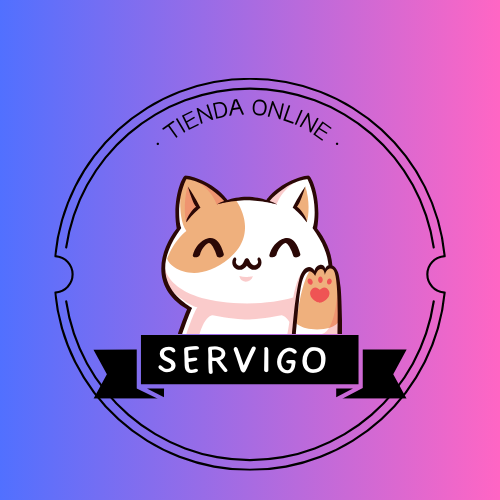 · TIENDA ONLINE ·
SERVIGO